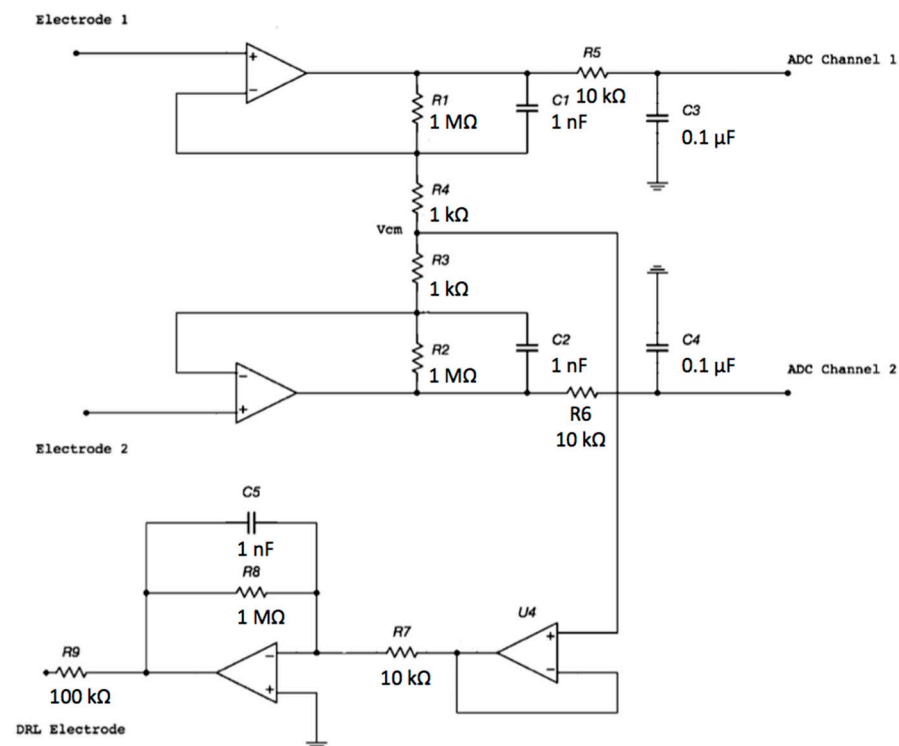 Electrode 1
+
-
R1
1 MΩ
C1
1 nF
R5
10 kΩ
ADC Channel 1
C3
0.1 µF
R4
1 kΩ
Vcm
R3
1 kΩ
R2
1 MΩ
C2
1 nF
C4
0.1 µF
ADC Channel 2
-
+
R6
10 kΩ
Electrode 2
C5
1 nF
R8
1 MΩ
U4
R7
10 kΩ
+
-
-
+
R9
100 kΩ
DRL Electrode